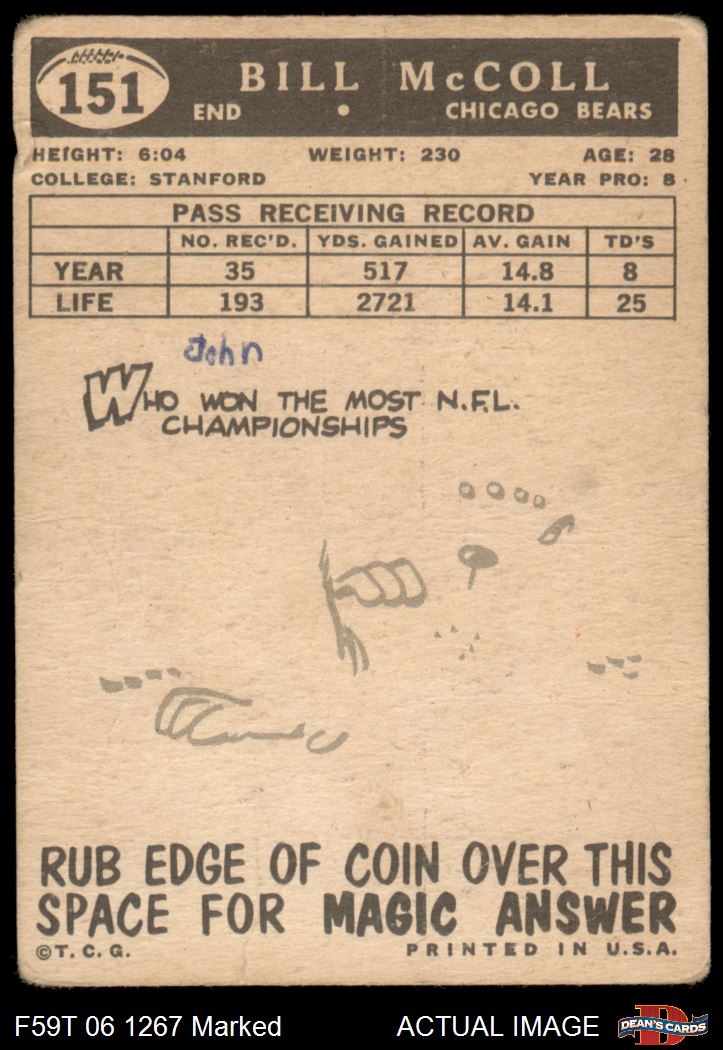 151
BILL McCOLL
END • CHICAGO BEARS
HEIGHT: 6:04 WEIGHT: 230 AGE: 28
COLLEGE: STANFORD YEAR PRO: 8
PASS RECEIVING RECORD
NO. REC'D. YDS. GAINED AV. GAIN TD'S
YEAR 35 517 14.8 8
LIFE 193 2721 14.1 25
John
WHO WON THE MOST N.F.L.
CHAMPIONSHIPS
RUB EDGE OF COIN OVER THIS
SPACE FOR MAGIC ANSWER
©T. C. G. PRINTED IN U.S.A.
F59T 06 1267 Marked ACTUAL IMAGE DEAN'S CARDS